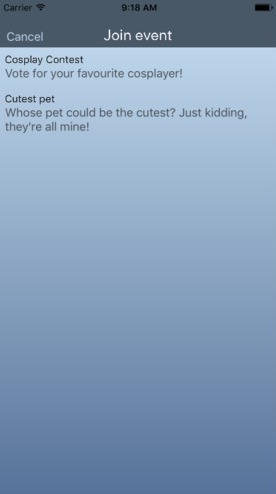 Carrier 9:18 AM
Cancel Join event
Cosplay Contest
Vote for your favourite cosplayer!
Cutest pet
Whose pet could be the cutest? Just kidding,
they're all mine!